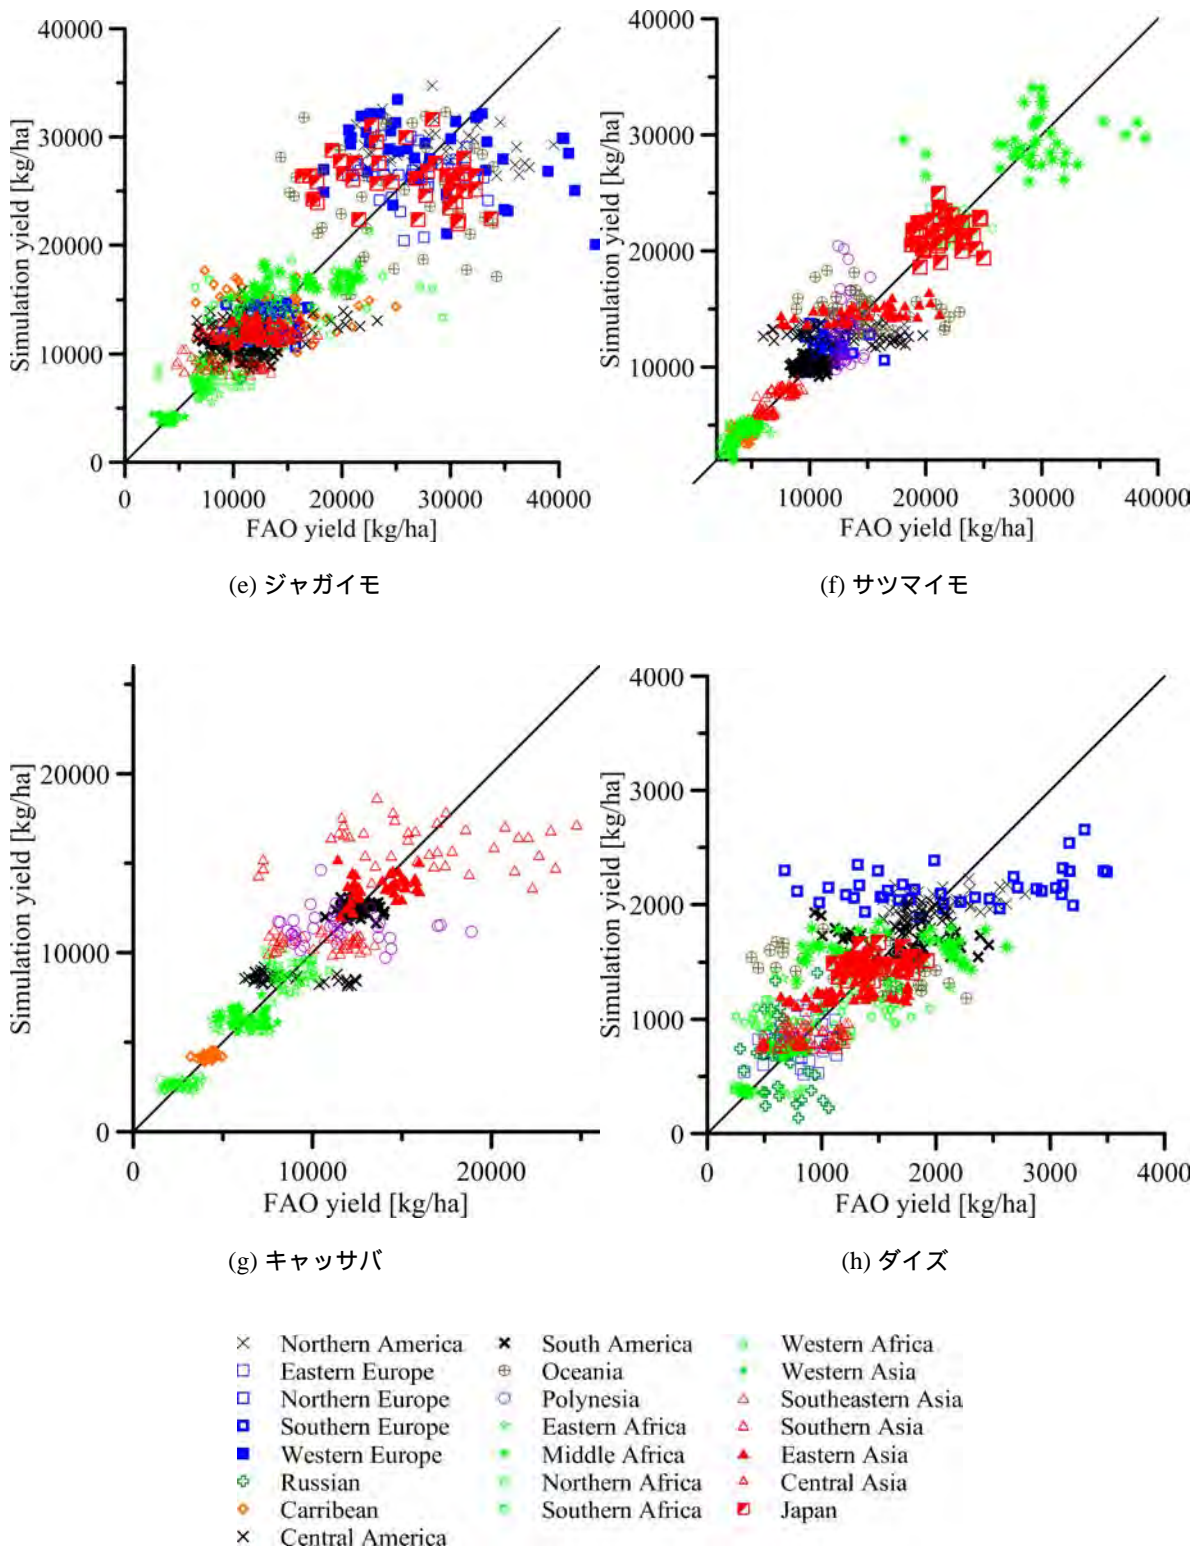 40000
30000
20000
10000
0
Simulation yield [kg/ha]
0 10000 20000 30000 40000
FAO yield [kg/ha]
(e) ジャガイモ
40000
30000
20000
10000
Simulation yield [kg/ha]
10000 20000 30000 40000
FAO yield [kg/ha]
(f) サツマイモ
20000
10000
0
Simulation yield [kg/ha]
0 10000 20000
FAO yield [kg/ha]
(g) キャッサバ
4000
3000
2000
1000
0
Simulation yield [kg/ha]
0 1000 2000 3000 4000
FAO yield [kg/ha]
(h) ダイズ
Northern America
Eastern Europe
Northern Europe
Southern Europe
Western Europe
Russian
Carribean
Central America
South America
Oceania
Polynesia
Eastern Africa
Middle Africa
Northern Africa
Southern Africa
Western Africa
Western Asia
Southeastern Asia
Southern Asia
Eastern Asia
Central Asia
Japan